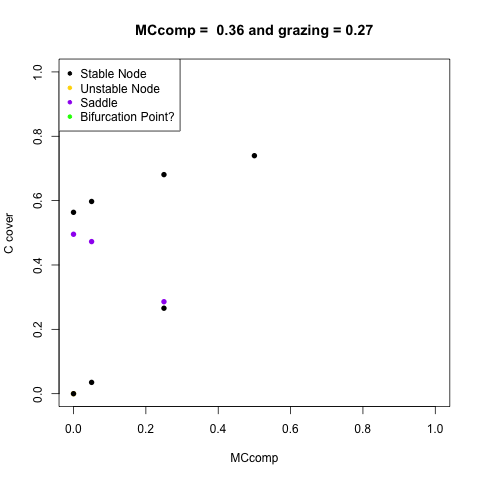 MCcomp =  0.36 and grazing = 0.27
Stable Node
Unstable Node
Saddle
Bifurcation Point?
C cover
1.0
0.8
0.6
0.4
0.2
0.0
0.0 0.2 0.4 0.6 0.8 1.0
MCcomp